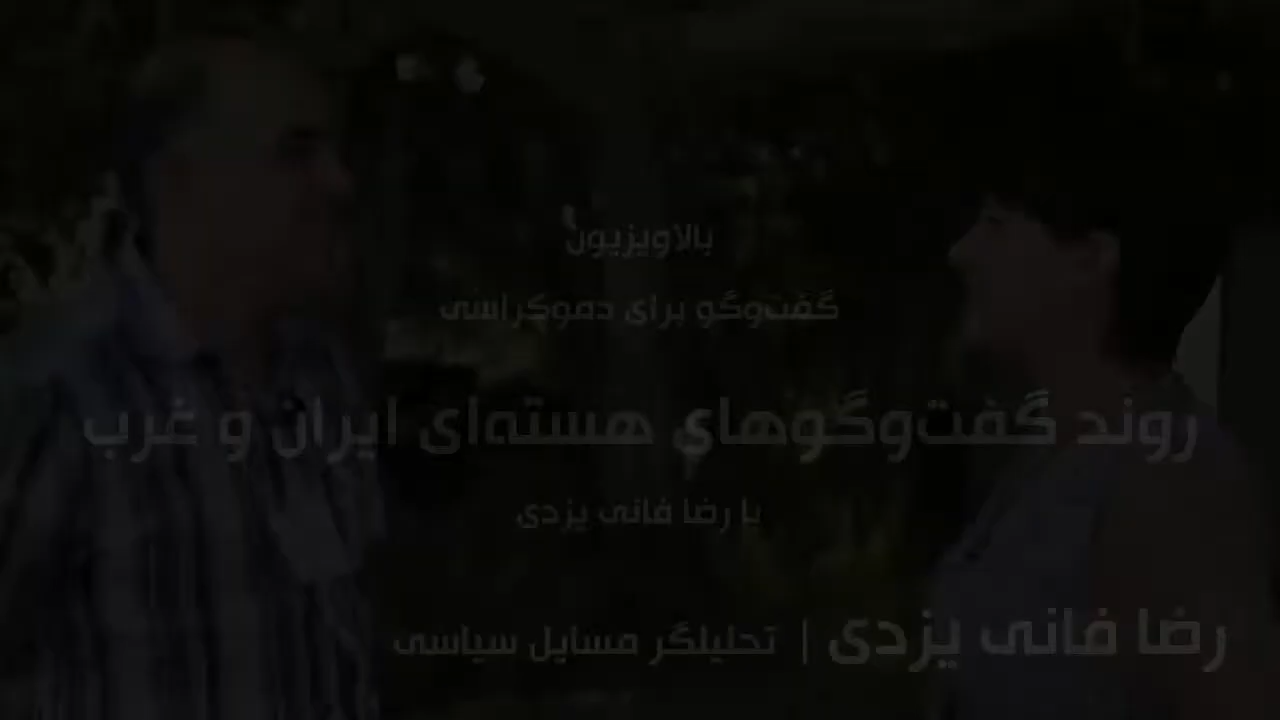 بالاویزیون
گفت‌وگو برای دموکراسی
روند گفت‌وگوهای هسته‌ای ایران و غرب
با رضا فانی یزدی
رضا فانی یزدی | تحلیلگر مسایل سیاسی